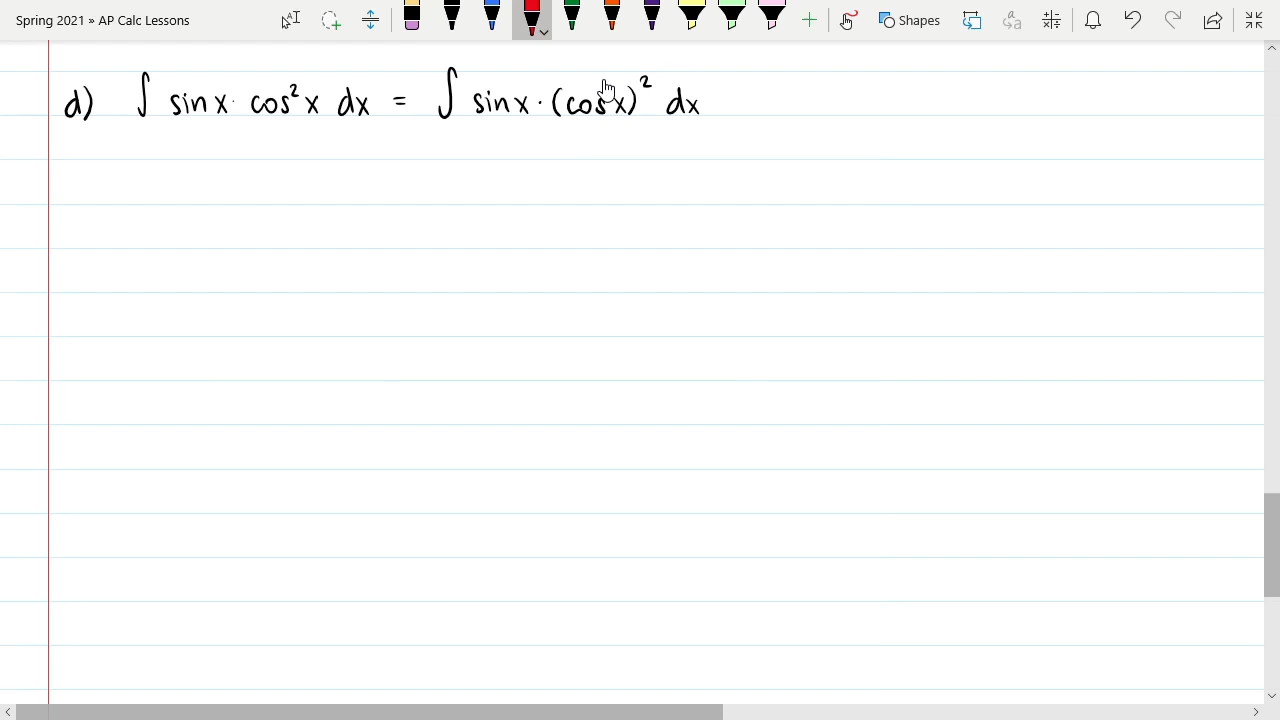 Spring 2021 » AP Calc Lessons Shapes
d) ∫ sin x · cos² x dx = ∫ sin x · (cos x)² dx